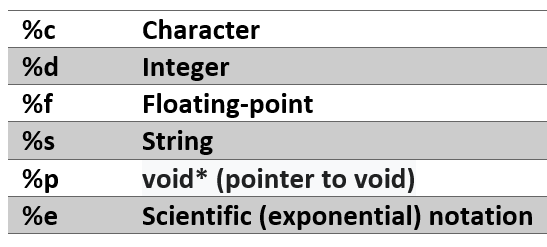 %c Character
%d Integer
%f Floating-point
%s String
%p void* (pointer to void)
%e Scientific (exponential) notation